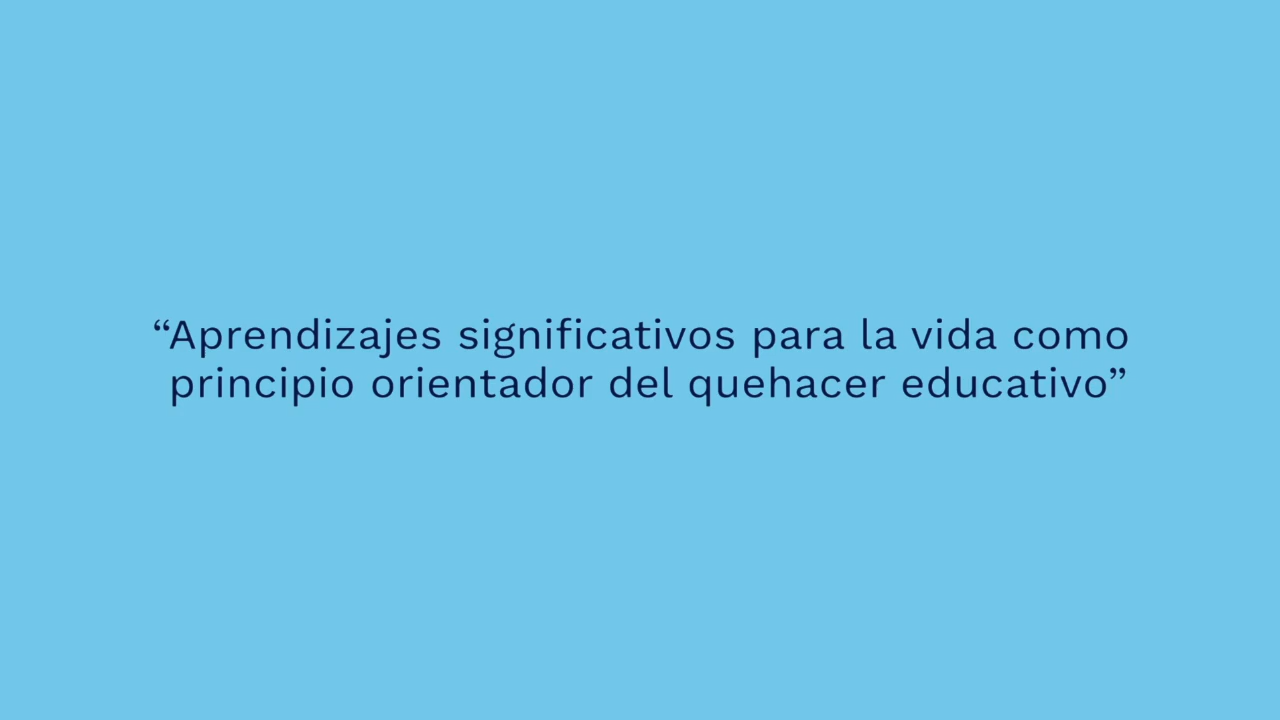 “Aprendizajes significativos para la vida como
principio orientador del quehacer educativo”